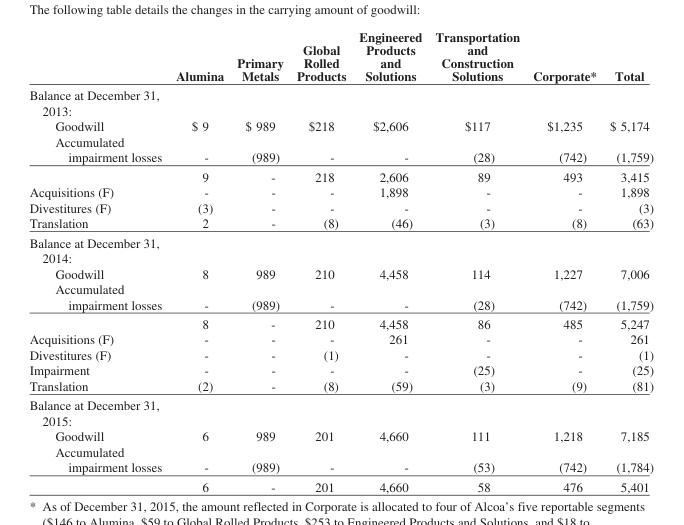 The following table details the changes in the carrying amount of goodwill:
Engineered Transportation
Global Products and
Primary Rolled and Construction
Alumina Metals Products Solutions Solutions Corporate* Total
Balance at December 31,
2013:
Goodwill $ 9 $ 989 $218 $2,606 $117 $1,235 $ 5,174
Accumulated
impairment losses - (989) - - (28) (742) (1,759)
9 - 218 2,606 89 493 3,415
Acquisitions (F) - - - 1,898 - - 1,898
Divestitures (F) (3) - - - - - (3)
Translation 2 - (8) (46) (3) (8) (63)
Balance at December 31,
2014:
Goodwill 8 989 210 4,458 114 1,227 7,006
Accumulated
impairment losses - (989) - - (28) (742) (1,759)
8 - 210 4,458 86 485 5,247
Acquisitions (F) - - - 261 - - 261
Divestitures (F) - - (1) - - - (1)
Impairment - - - - (25) - (25)
Translation (2) - (8) (59) (3) (9) (81)
Balance at December 31,
2015:
Goodwill 6 989 201 4,660 111 1,218 7,185
Accumulated
impairment losses - (989) - - (53) (742) (1,784)
6 - 201 4,660 58 476 5,401
* As of December 31, 2015, the amount reflected in Corporate is allocated to four of Alcoa's five reportable segments
($146 to Alumina, $59 to Global Rolled Products, $253 to Engineered Products and Solutions, and $18 to